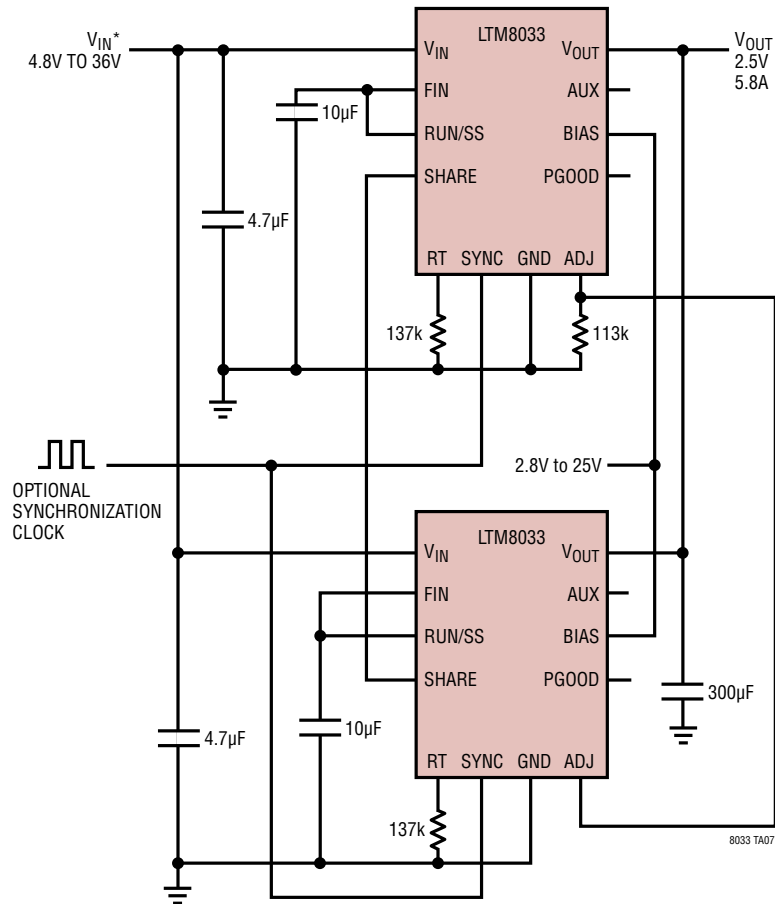 V_IN*
4.8V TO 36V
LTM8033
V_IN
V_OUT
V_OUT
2.5V
5.8A
FIN
AUX
10µF
RUN/SS
BIAS
SHARE
PGOOD
4.7µF
RT SYNC GND ADJ
137k
113k
OPTIONAL
SYNCHRONIZATION
CLOCK
2.8V to 25V
LTM8033
V_IN
V_OUT
FIN
AUX
RUN/SS
BIAS
SHARE
PGOOD
300µF
4.7µF
10µF
RT SYNC GND ADJ
137k
8033 TA07